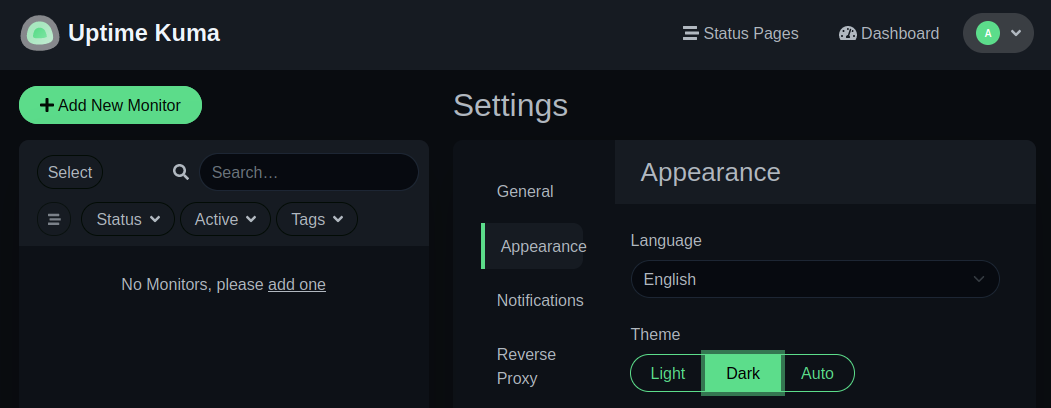 Uptime Kuma
Status Pages
Dashboard
A
Add New Monitor
Settings
Select
Search…
Status
Active
Tags
No Monitors, please add one
General
Appearance
Notifications
Reverse
Proxy
Appearance
Language
English
Theme
Light
Dark
Auto